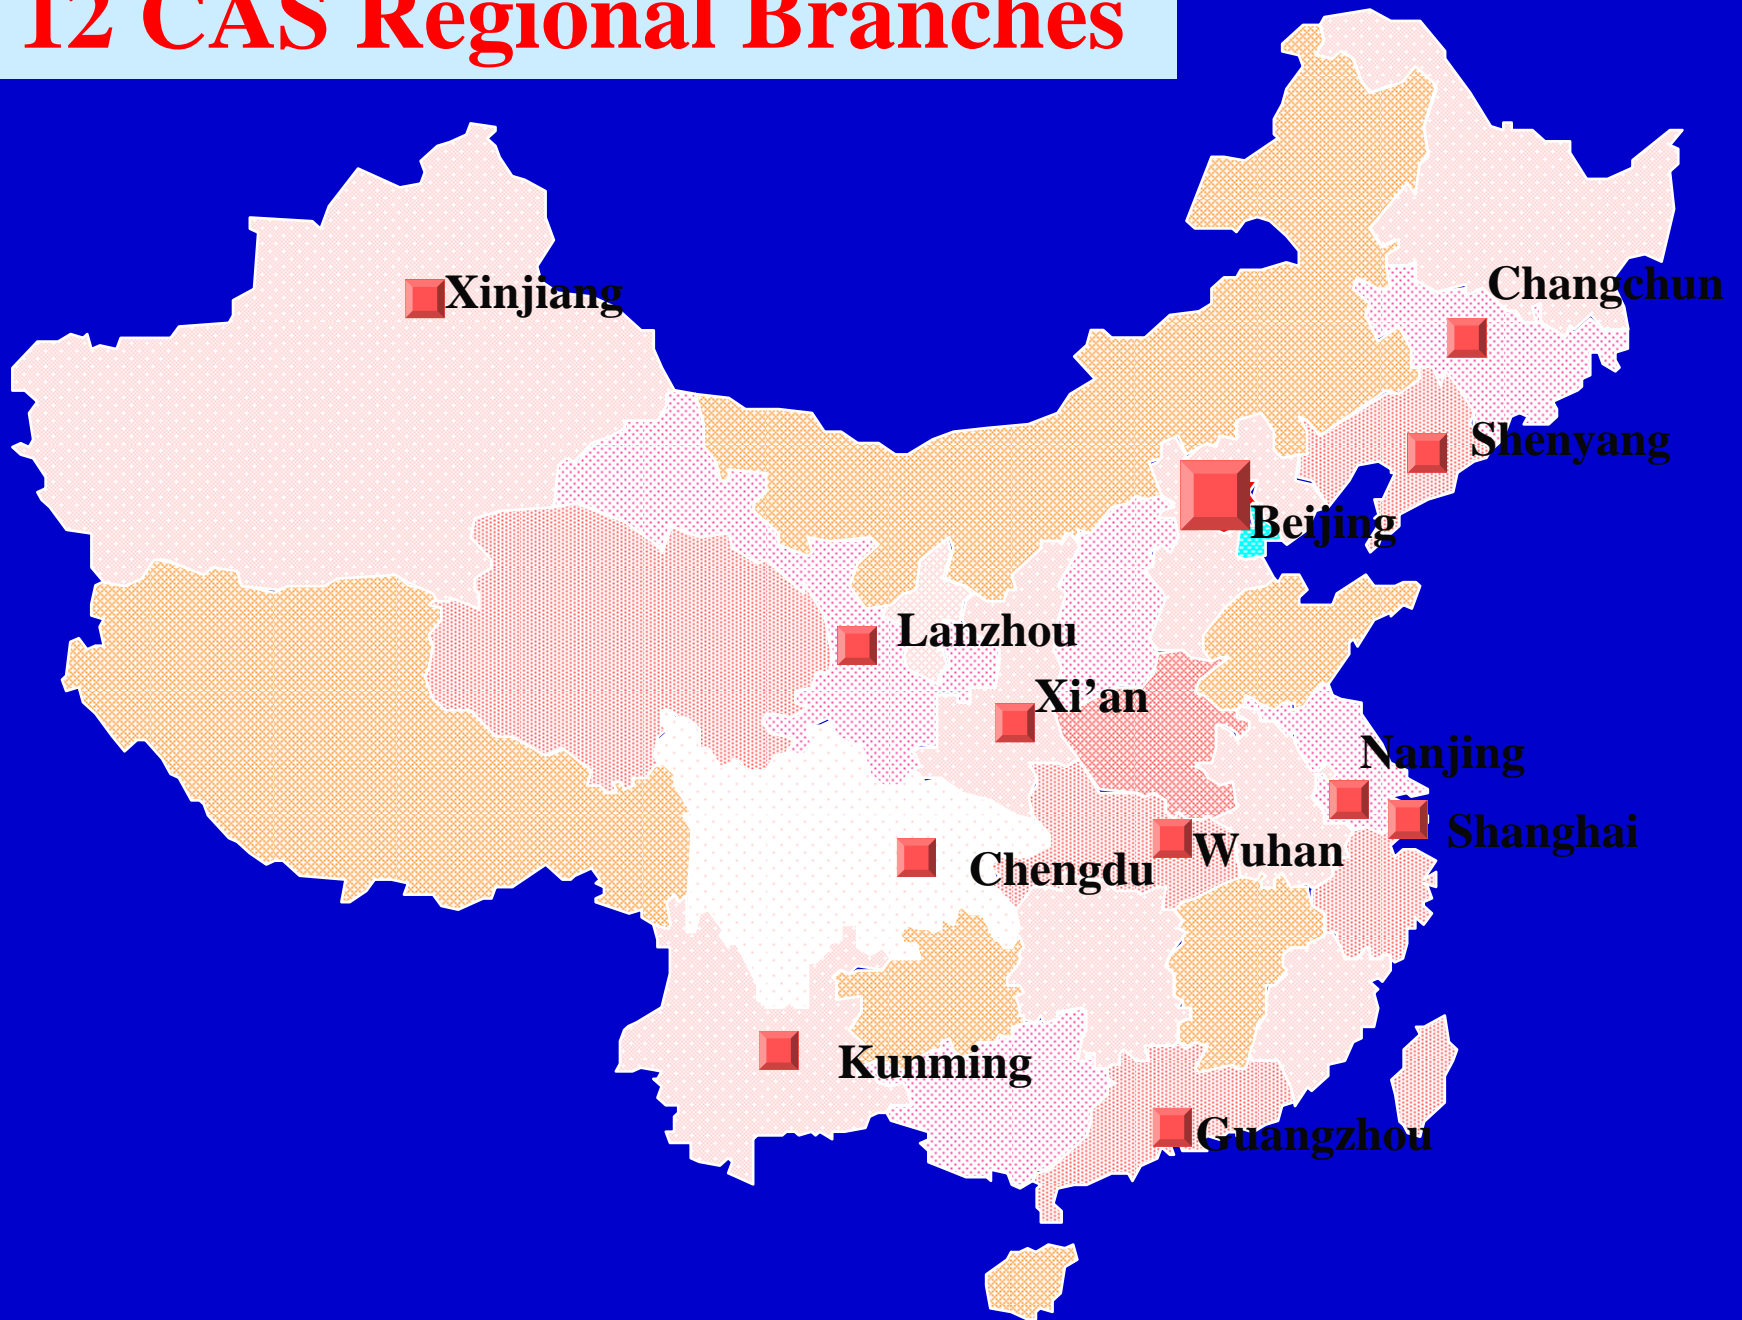 12 CAS Regional Branches
Xinjiang
Changchun
Shenyang
Beijing
Lanzhou
Xi’an
Nanjing
Shanghai
Wuhan
Chengdu
Kunming
Guangzhou